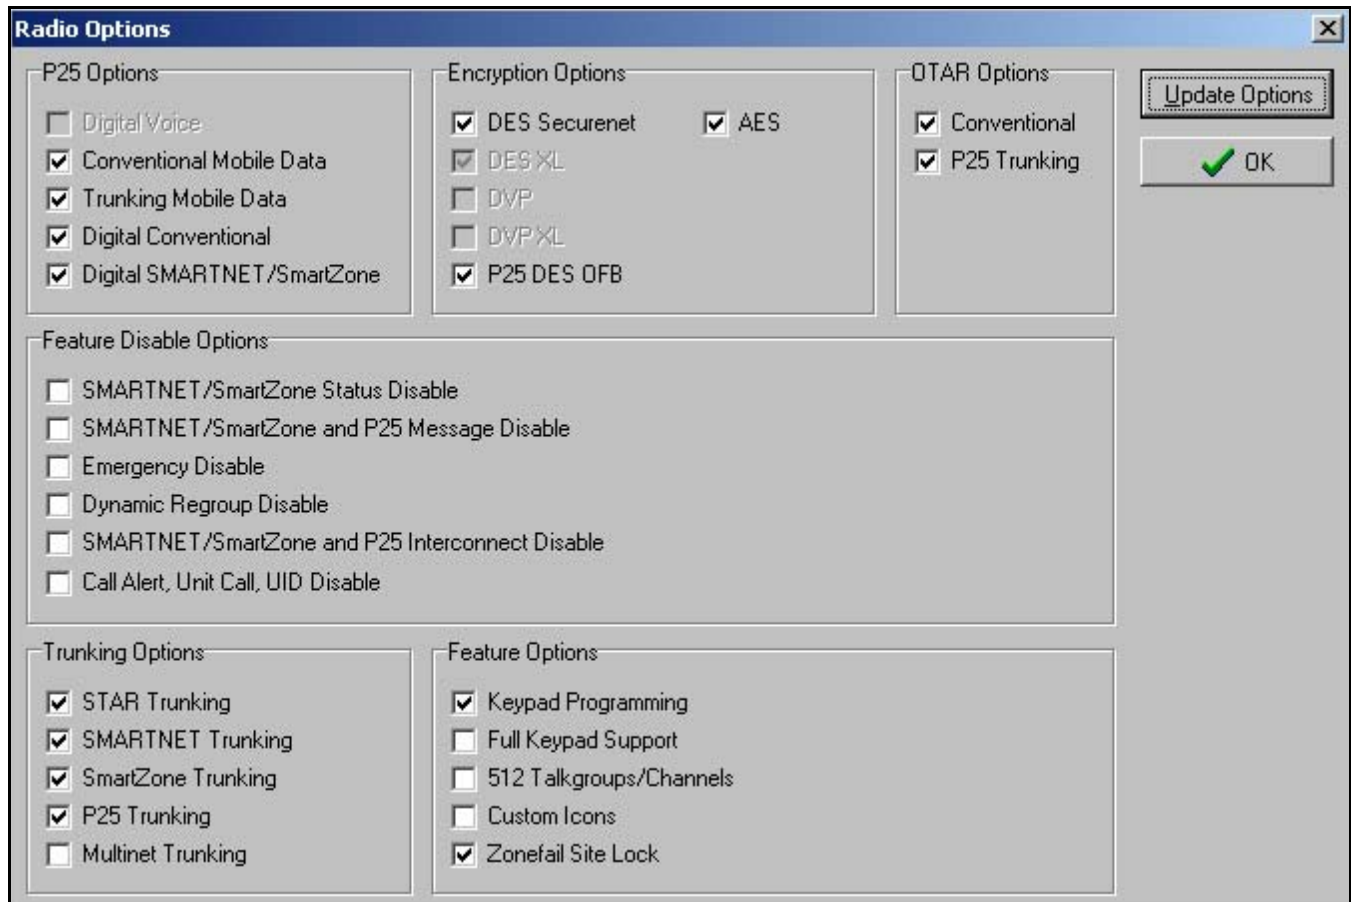 Radio Options
P25 Options
Digital Voice
Conventional Mobile Data
Trunking Mobile Data
Digital Conventional
Digital SMARTNET/SmartZone
Encryption Options
DES Securenet
AES
DES XL
DVP
DVP XL
P25 DES OFB
OTAR Options
Conventional
P25 Trunking
Update Options
OK
Feature Disable Options
SMARTNET/SmartZone Status Disable
SMARTNET/SmartZone and P25 Message Disable
Emergency Disable
Dynamic Regroup Disable
SMARTNET/SmartZone and P25 Interconnect Disable
Call Alert, Unit Call, UID Disable
Trunking Options
STAR Trunking
SMARTNET Trunking
SmartZone Trunking
P25 Trunking
Multinet Trunking
Feature Options
Keypad Programming
Full Keypad Support
512 Talkgroups/Channels
Custom Icons
Zonefail Site Lock